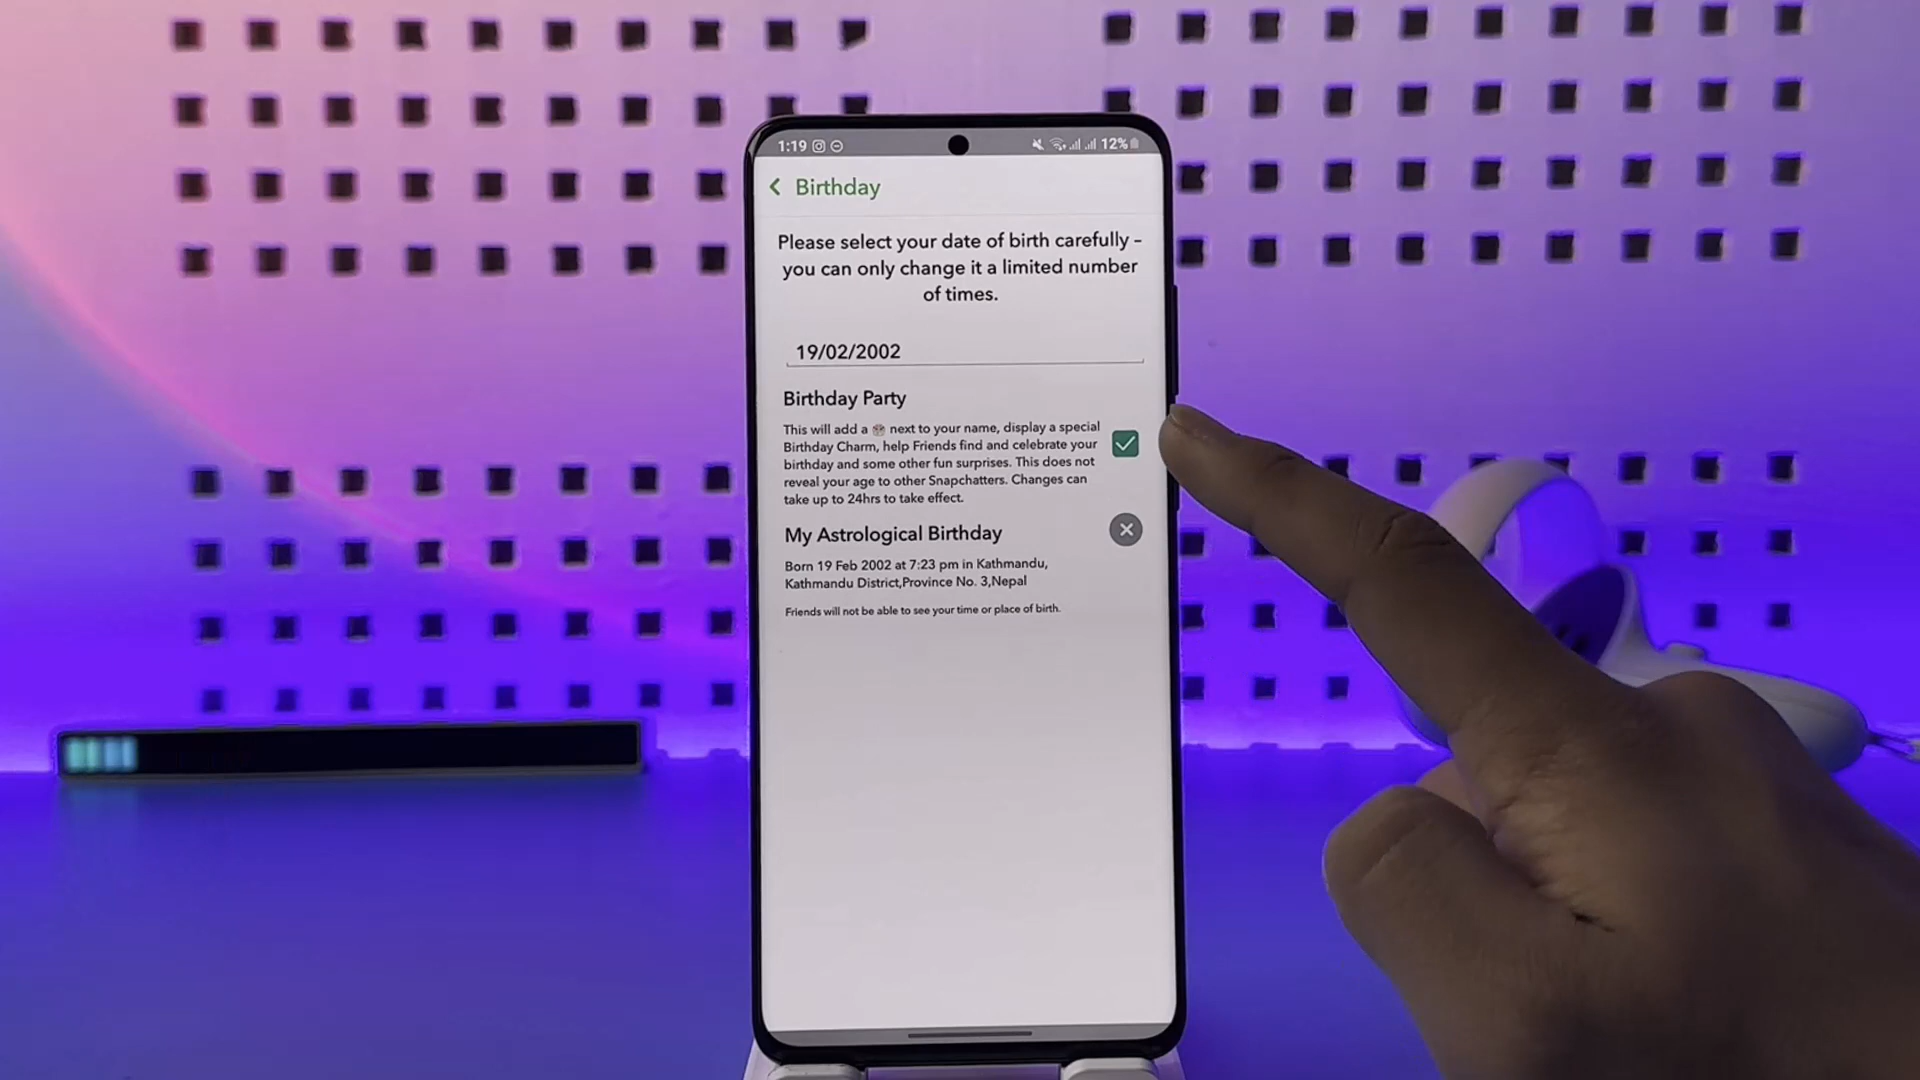 1:19 12%
Birthday
Please select your date of birth carefully –
you can only change it a limited number
of times.
19/02/2002
Birthday Party
This will add a 🎂 next to your name, display a special
Birthday Charm, help Friends find and celebrate your
birthday and some other fun surprises. This does not
reveal your age to other Snapchatters. Changes can
take up to 24hrs to take effect.
My Astrological Birthday
Born 19 Feb 2002 at 7:23 pm in Kathmandu,
Kathmandu District,Province No. 3,Nepal
Friends will not be able to see your time or place of birth.